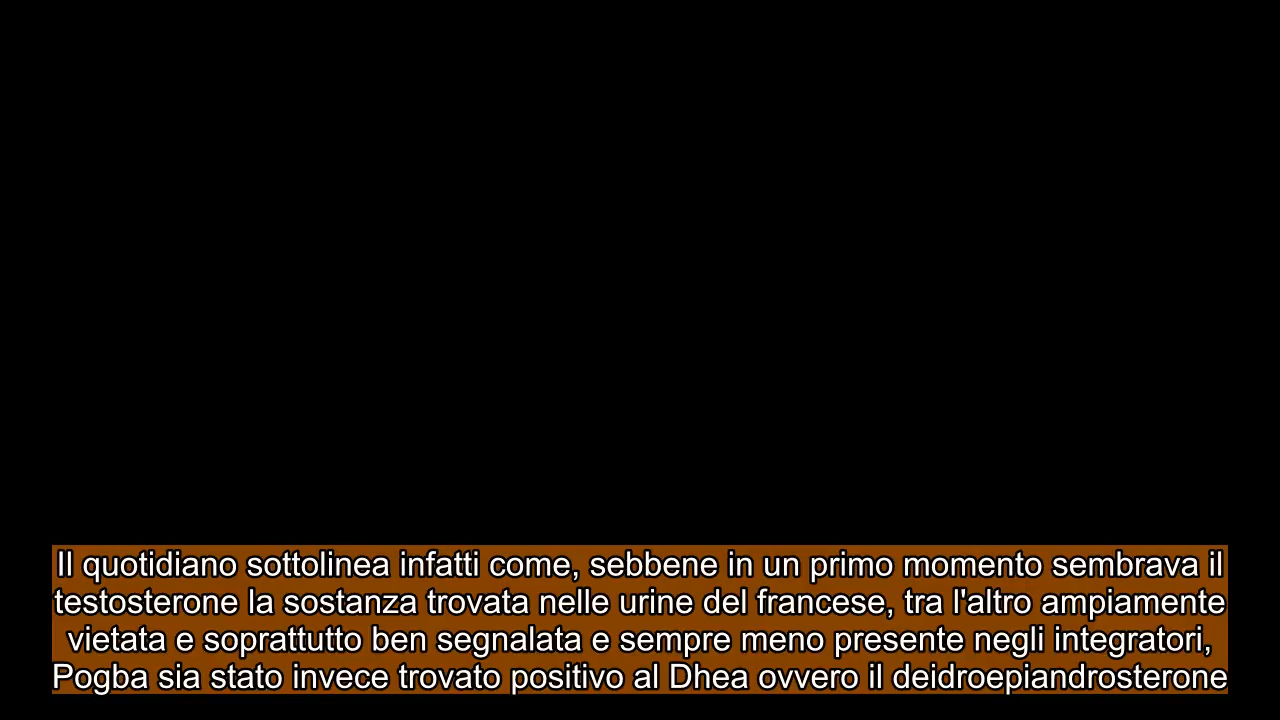 Il quotidiano sottolinea infatti come, sebbene in un primo momento sembrava il
testosterone la sostanza trovata nelle urine del francese, tra l'altro ampiamente
vietata e soprattutto ben segnalata e sempre meno presente negli integratori,
Pogba sia stato invece trovato positivo al Dhea ovvero il deidroepiandrosterone